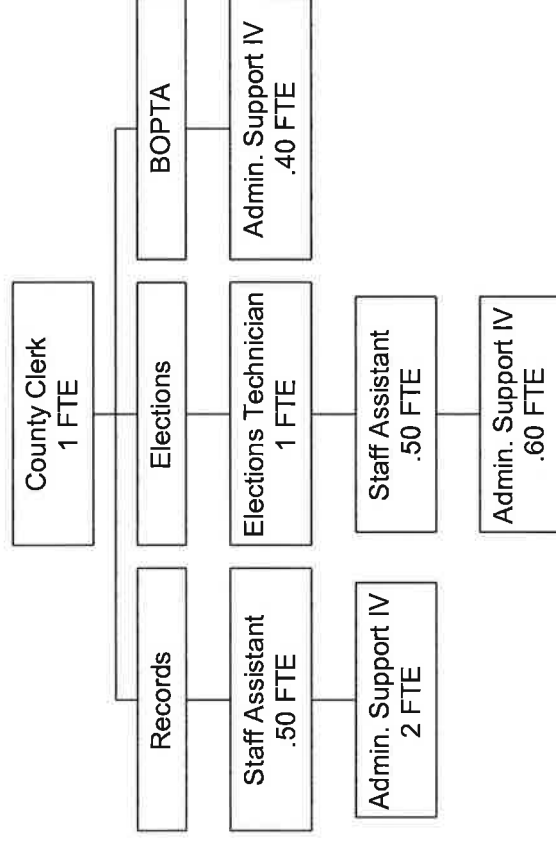 County Clerk
1 FTE
Records
Elections
BOPTA
Staff Assistant
.50 FTE
Elections Technician
1 FTE
Admin. Support IV
.40 FTE
Admin. Support IV
2 FTE
Staff Assistant
.50 FTE
Admin. Support IV
.60 FTE